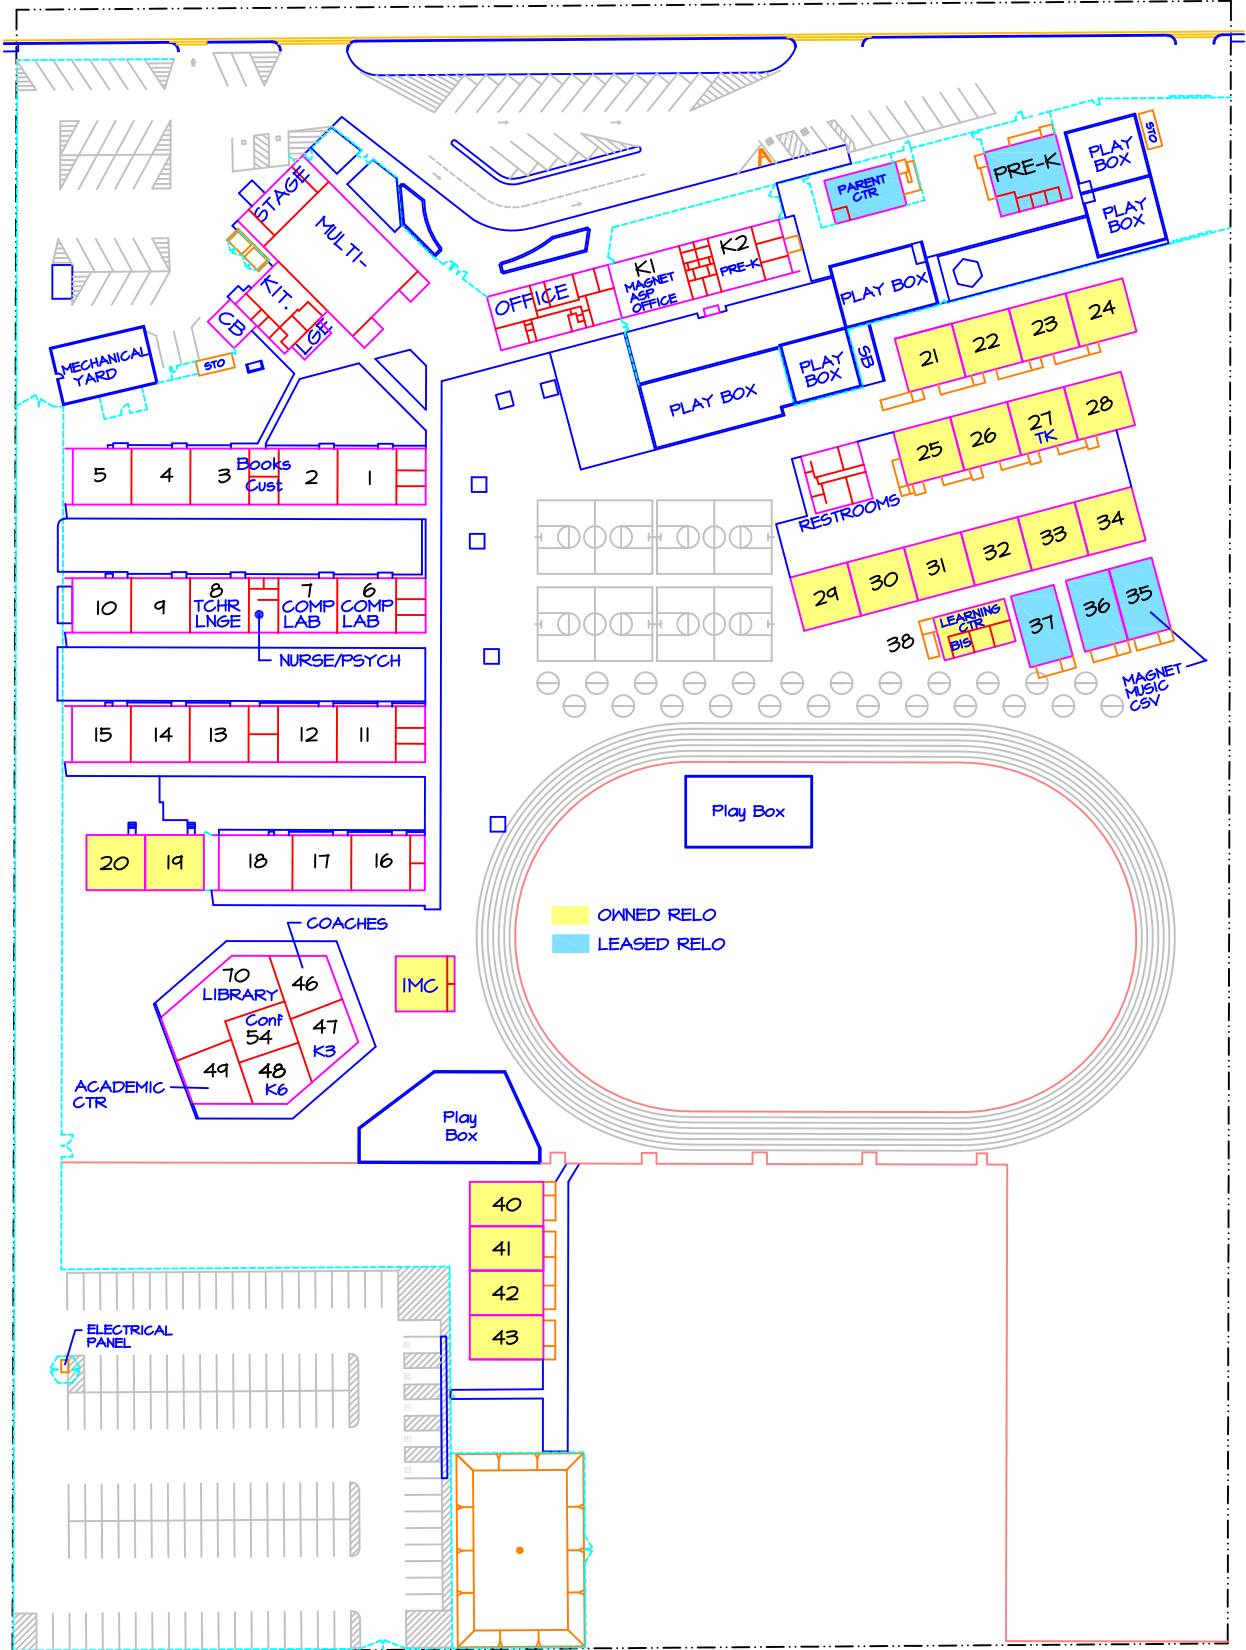 A
STAGE
MULTI-
KIT.
CB
LGE
MECHANICAL
YARD
STO
OFFICE
K1
MAGNET
ASP
OFFICE
K2
PRE-K
PARENT
CTR
PRE-K
PLAY
BOX
STO
PLAY
BOX
PLAY BOX
PLAY BOX
PLAY
BOX
SB
21
22
23
24
25
26
27
TK
28
RESTROOMS
29
30
31
32
33
34
38
LEARNING
CTR
BIS
37
36
35
MAGNET
MUSIC
CSV
5
4
3
Books
Cust
2
1
10
9
8
TCHR
LNGE
7
COMP
LAB
6
COMP
LAB
NURSE/PSYCH
15
14
13
12
11
20
19
18
17
16
Play Box
OWNED RELO
LEASED RELO
COACHES
70
LIBRARY
46
Conf
54
47
K3
49
48
K6
ACADEMIC
CTR
IMC
Play
Box
40
41
42
43
ELECTRICAL
PANEL